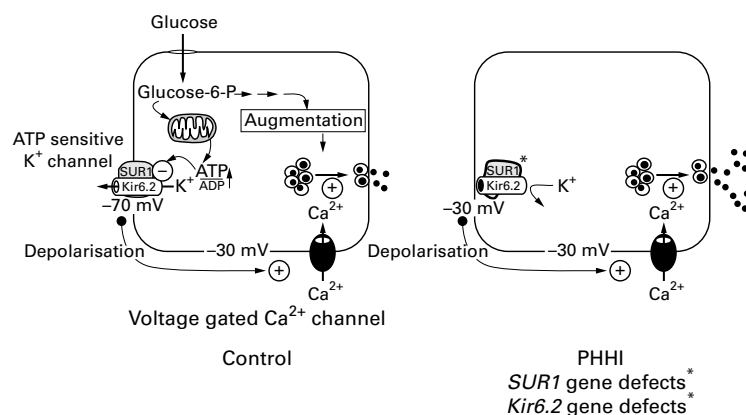 Glucose
Glucose-6-P
Augmentation
ATP sensitive
K⁺ channel
SUR1
–
Kir6.2
K⁺
ATP
ADP
–70 mV
+
Ca²⁺
Depolarisation
–30 mV
+
Ca²⁺
Voltage gated Ca²⁺ channel
Control
SUR1*
Kir6.2
K⁺
–30 mV
+
Ca²⁺
Depolarisation
–30 mV
+
Ca²⁺
PHHI
SUR1 gene defects*
Kir6.2 gene defects*